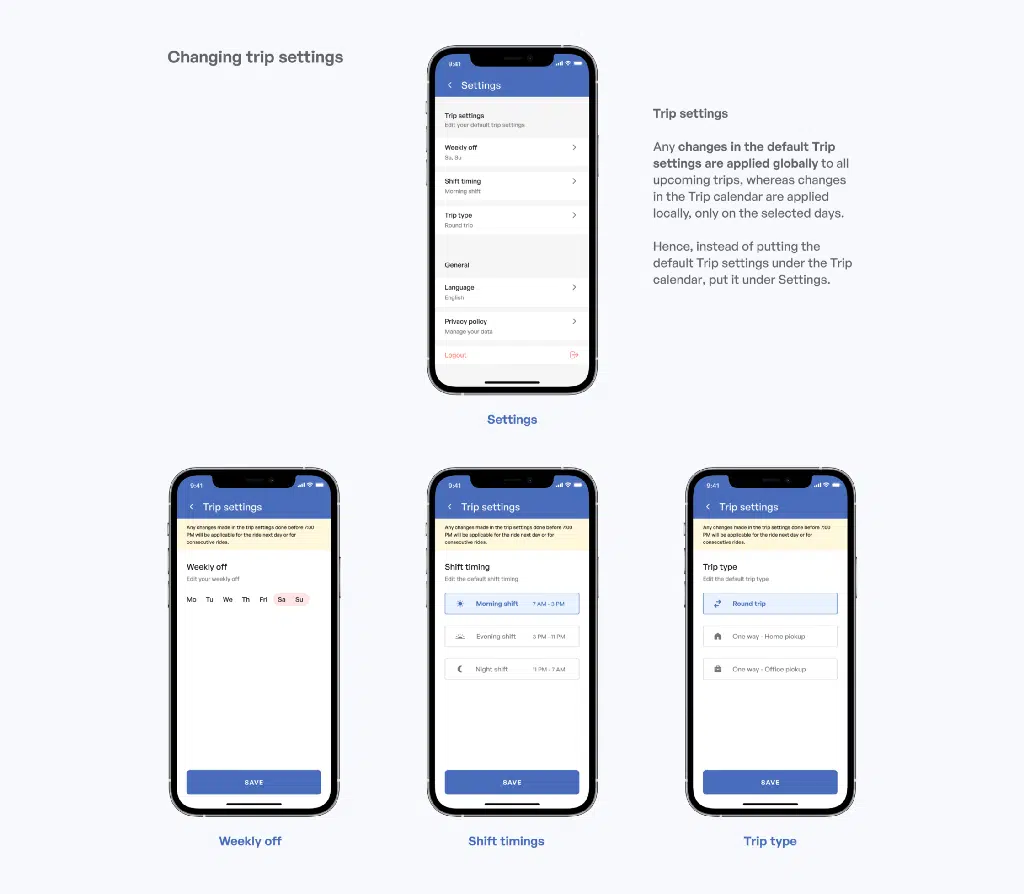 Changing trip settings
9:41
Settings
Trip settings
Edit your default trip settings
Weekly off
Sa, Su
Shift timing
Morning shift
Trip type
Round trip
General
Language
English
Privacy policy
Manage your data
Logout
Settings
Trip settings
Any changes in the default Trip
settings are applied globally to all
upcoming trips, whereas changes
in the Trip calendar are applied
locally, only on the selected days.
Hence, instead of putting the
default Trip settings under the Trip
calendar, put it under Settings.
9:41
Trip settings
Any changes made in the trip settings done before 7:00
PM will be applicable for the ride next day or for
consecutive rides.
Weekly off
Edit your weekly off
Mo Tu We Th Fri Sa Su
SAVE
Weekly off
9:41
Trip settings
Any changes made in the trip settings done before 7:00
PM will be applicable for the ride next day or for
consecutive rides.
Shift timing
Edit the default shift timing
Morning shift 7 AM - 3 PM
Evening shift 3 PM - 11 PM
Night shift 11 PM - 7 AM
SAVE
Shift timings
9:41
Trip settings
Any changes made in the trip settings done before 7:00
PM will be applicable for the ride next day or for
consecutive rides.
Trip type
Edit the default trip type
Round trip
One way - Home pickup
One way - Office pickup
SAVE
Trip type